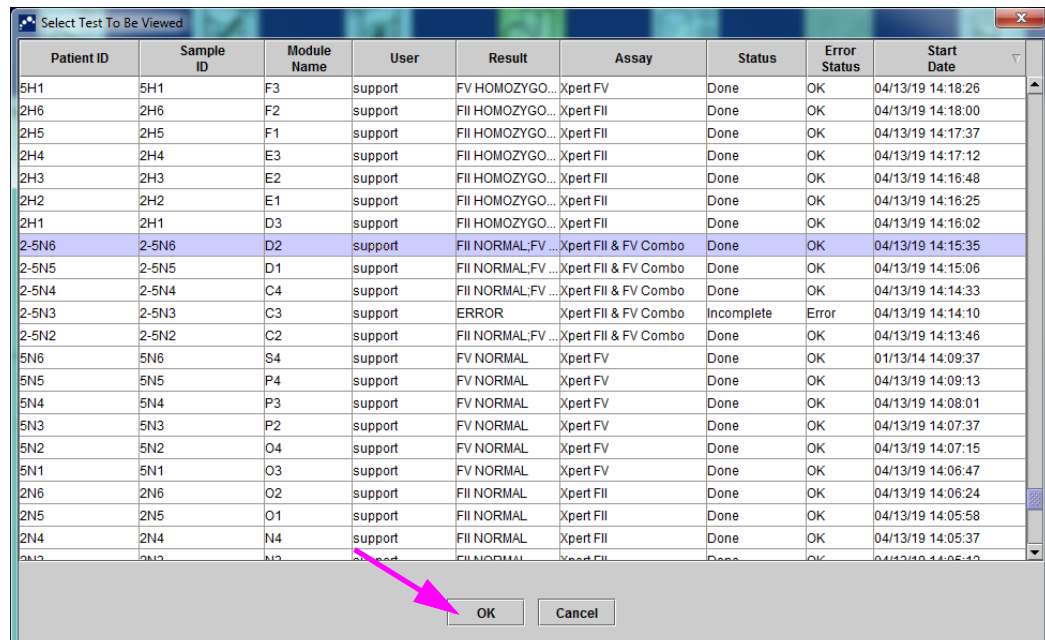 Select Test To Be Viewed
Patient ID Sample ID Module Name User Result Assay Status Error Status Start Date
5H1 5H1 F3 support FV HOMOZYGO... Xpert FV Done OK 04/13/19 14:18:26
2H6 2H6 F2 support FII HOMOZYGO... Xpert FII Done OK 04/13/19 14:18:00
2H5 2H5 F1 support FII HOMOZYGO... Xpert FII Done OK 04/13/19 14:17:37
2H4 2H4 E3 support FII HOMOZYGO... Xpert FII Done OK 04/13/19 14:17:12
2H3 2H3 E2 support FII HOMOZYGO... Xpert FII Done OK 04/13/19 14:16:48
2H2 2H2 E1 support FII HOMOZYGO... Xpert FII Done OK 04/13/19 14:16:25
2H1 2H1 D3 support FII HOMOZYGO... Xpert FII Done OK 04/13/19 14:16:02
2-5N6 2-5N6 D2 support FII NORMAL;FV ... Xpert FII & FV Combo Done OK 04/13/19 14:15:35
2-5N5 2-5N5 D1 support FII NORMAL;FV ... Xpert FII & FV Combo Done OK 04/13/19 14:15:06
2-5N4 2-5N4 C4 support FII NORMAL;FV ... Xpert FII & FV Combo Done OK 04/13/19 14:14:33
2-5N3 2-5N3 C3 support ERROR Xpert FII & FV Combo Incomplete Error 04/13/19 14:14:10
2-5N2 2-5N2 C2 support FII NORMAL;FV ... Xpert FII & FV Combo Done OK 04/13/19 14:13:46
5N6 5N6 S4 support FV NORMAL Xpert FV Done OK 01/13/14 09:37
5N5 5N5 P4 support FV NORMAL Xpert FV Done OK 04/13/19 14:09:13
5N4 5N4 P3 support FV NORMAL Xpert FV Done OK 04/13/19 14:08:01
5N3 5N3 P2 support FV NORMAL Xpert FV Done OK 04/13/19 14:07:37
5N2 5N2 O4 support FV NORMAL Xpert FV Done OK 04/13/19 14:07:15
5N1 5N1 O3 support FV NORMAL Xpert FV Done OK 04/13/19 14:06:47
2N6 2N6 O2 support FII NORMAL Xpert FII Done OK 04/13/19 14:06:24
2N5 2N5 O1 support FII NORMAL Xpert FII Done OK 04/13/19 14:05:58
2N4 2N4 N4 support FII NORMAL Xpert FII Done OK 04/13/19 14:05:37
OK Cancel